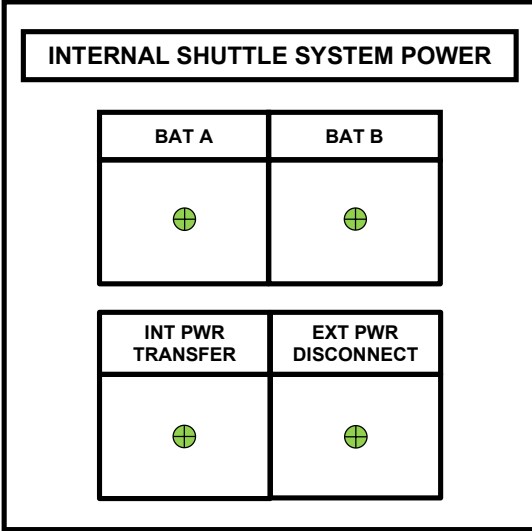 INTERNAL SHUTTLE SYSTEM POWER
BAT A
BAT B
INT PWR
TRANSFER
EXT PWR
DISCONNECT